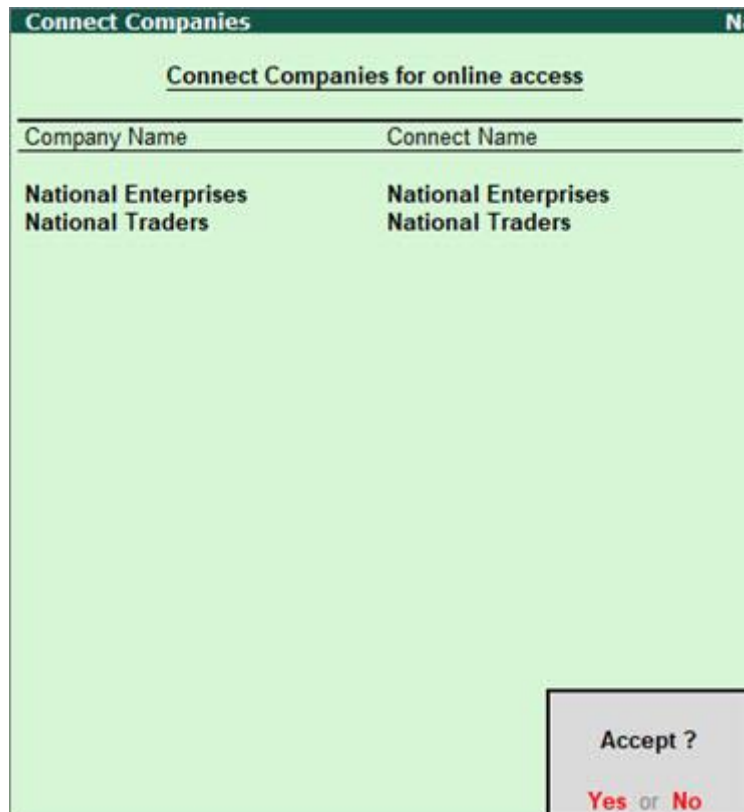 Connect Companies
Connect Companies for online access
Company Name Connect Name
National Enterprises National Enterprises
National Traders National Traders
Accept ?
Yes or No